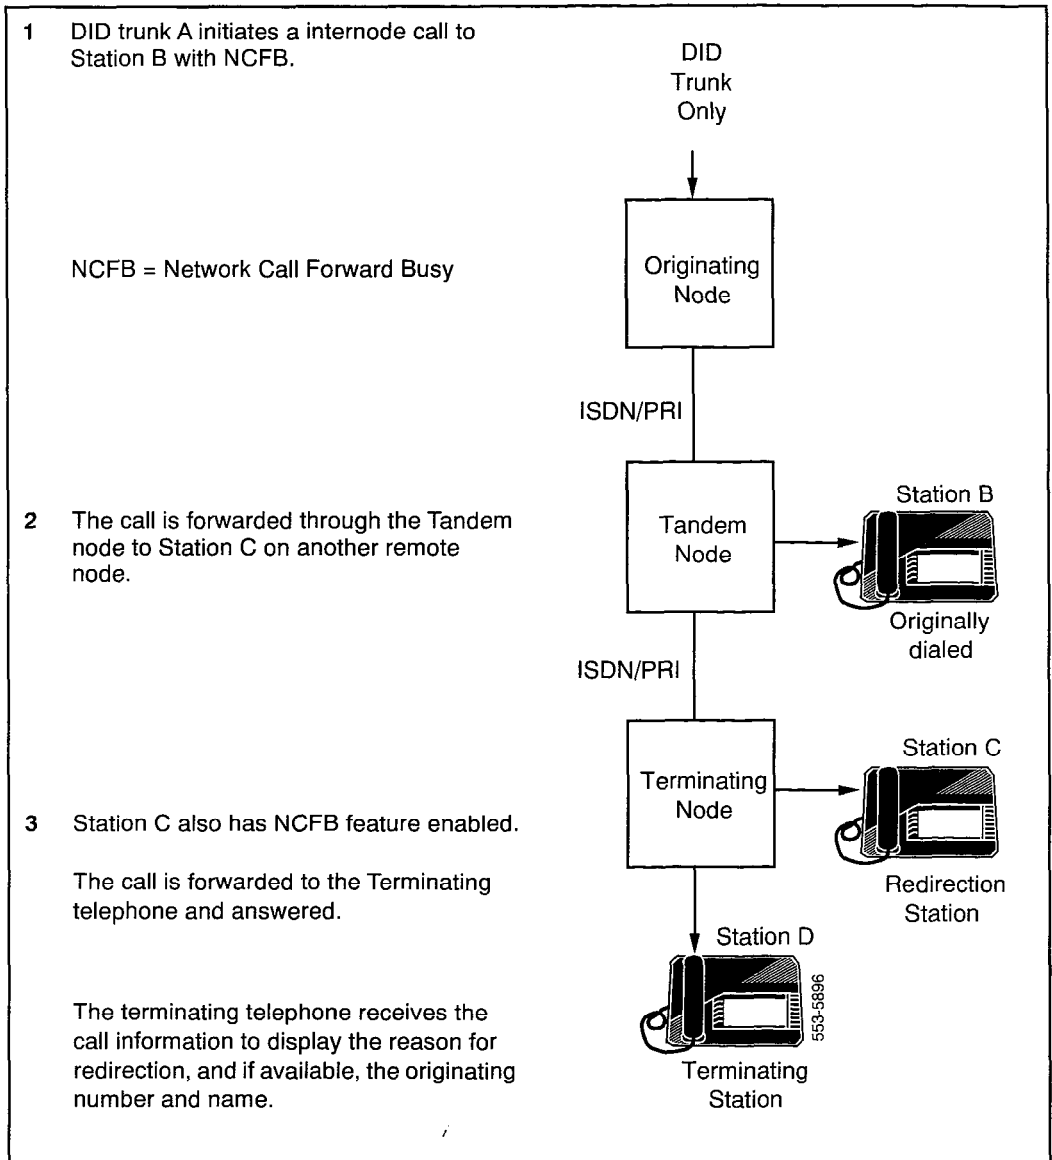 1 DID trunk A initiates a internode call to
Station B with NCFB.
DID
Trunk
Only
NCFB = Network Call Forward Busy
Originating
Node
ISDN/PRI
2 The call is forwarded through the Tandem
node to Station C on another remote
node.
Tandem
Node
Station B
Originally
dialed
ISDN/PRI
Terminating
Node
Station C
Redirection
Station
3 Station C also has NCFB feature enabled.
The call is forwarded to the Terminating
telephone and answered.
Station D
553-5896
Terminating
Station
The terminating telephone receives the
call information to display the reason for
redirection, and if available, the originating
number and name.